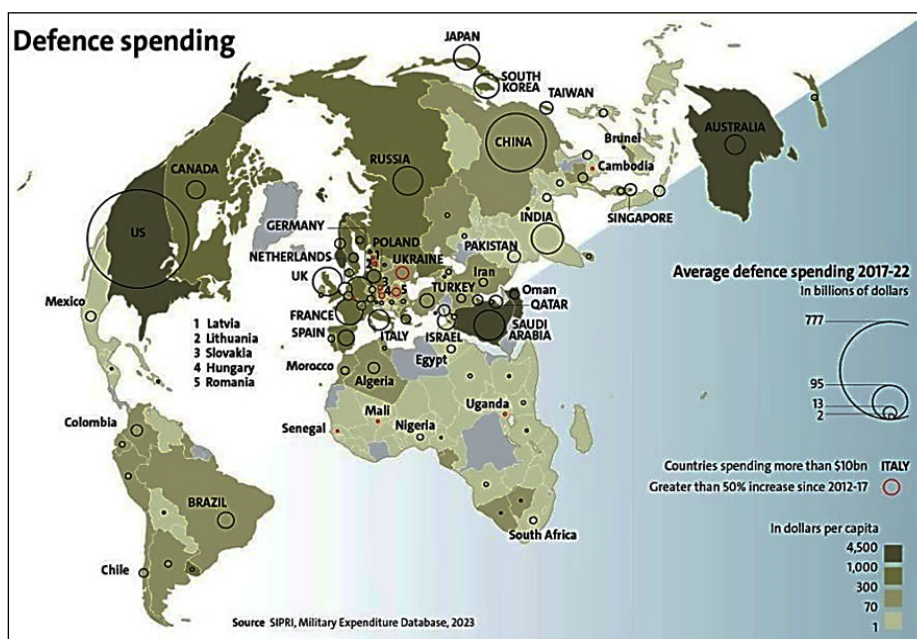 Defence spending
JAPAN
SOUTH
KOREA
TAIWAN
CHINA
Brunei
Cambodia
AUSTRALIA
RUSSIA
CANADA
US
INDIA
SINGAPORE
GERMANY
POLAND
NETHERLANDS
UKRAINE
PAKISTAN
UK
Iran
TURKEY
Oman
QATAR
FRANCE
SAUDI
ARABIA
SPAIN
ITALY
ISRAEL
Egypt
Mexico
1 2 3 4 5
1 Latvia
2 Lithuania
3 Slovakia
4 Hungary
5 Romania
Morocco
Algeria
Mali
Uganda
Senegal
Nigeria
Colombia
BRAZIL
Chile
South Africa
Average defence spending 2017-22
In billions of dollars
777
95
13
2
Countries spending more than $10bn ITALY
Greater than 50% increase since 2012-17
In dollars per capita
4,500
1,000
300
70
1
Source SIPRI, Military Expenditure Database, 2023